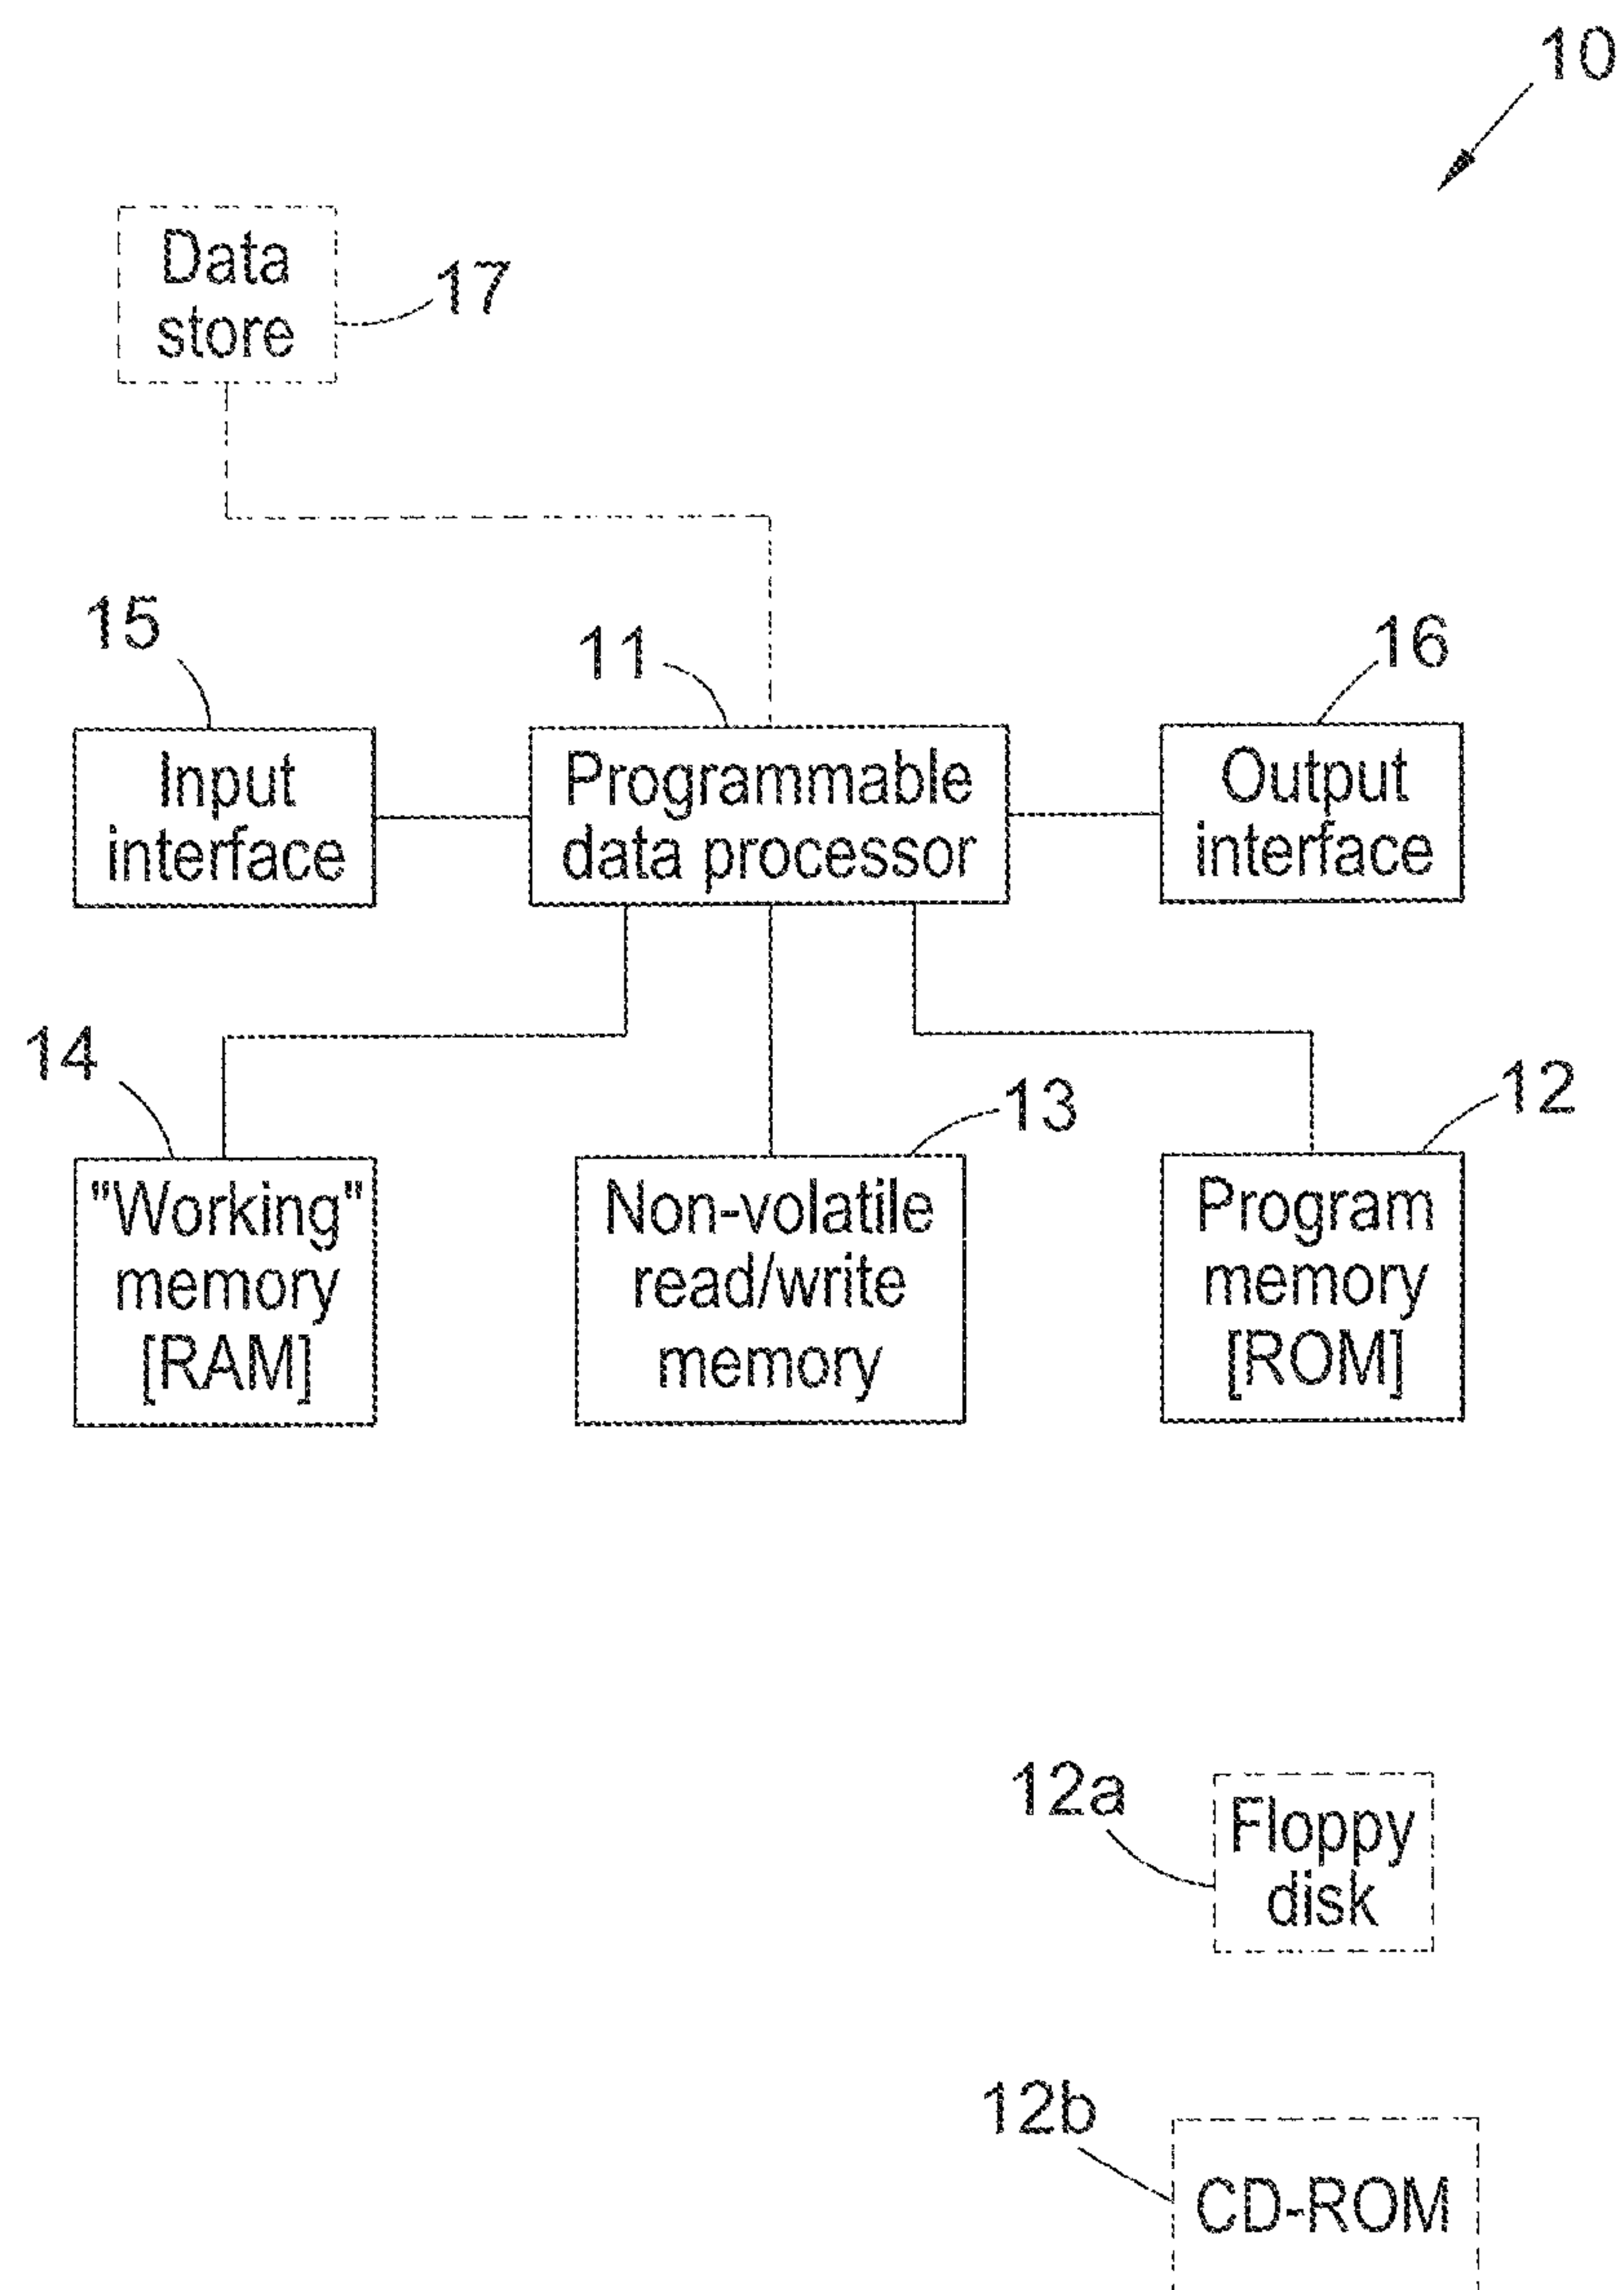 10
Data
store
17
15
11
16
Input
interface
Programmable
data processor
Output
interface
14
13
12
"Working"
memory
[RAM]
Non-volatile
read/write
memory
Program
memory
[ROM]
12a
Floppy
disk
12b
CD-ROM